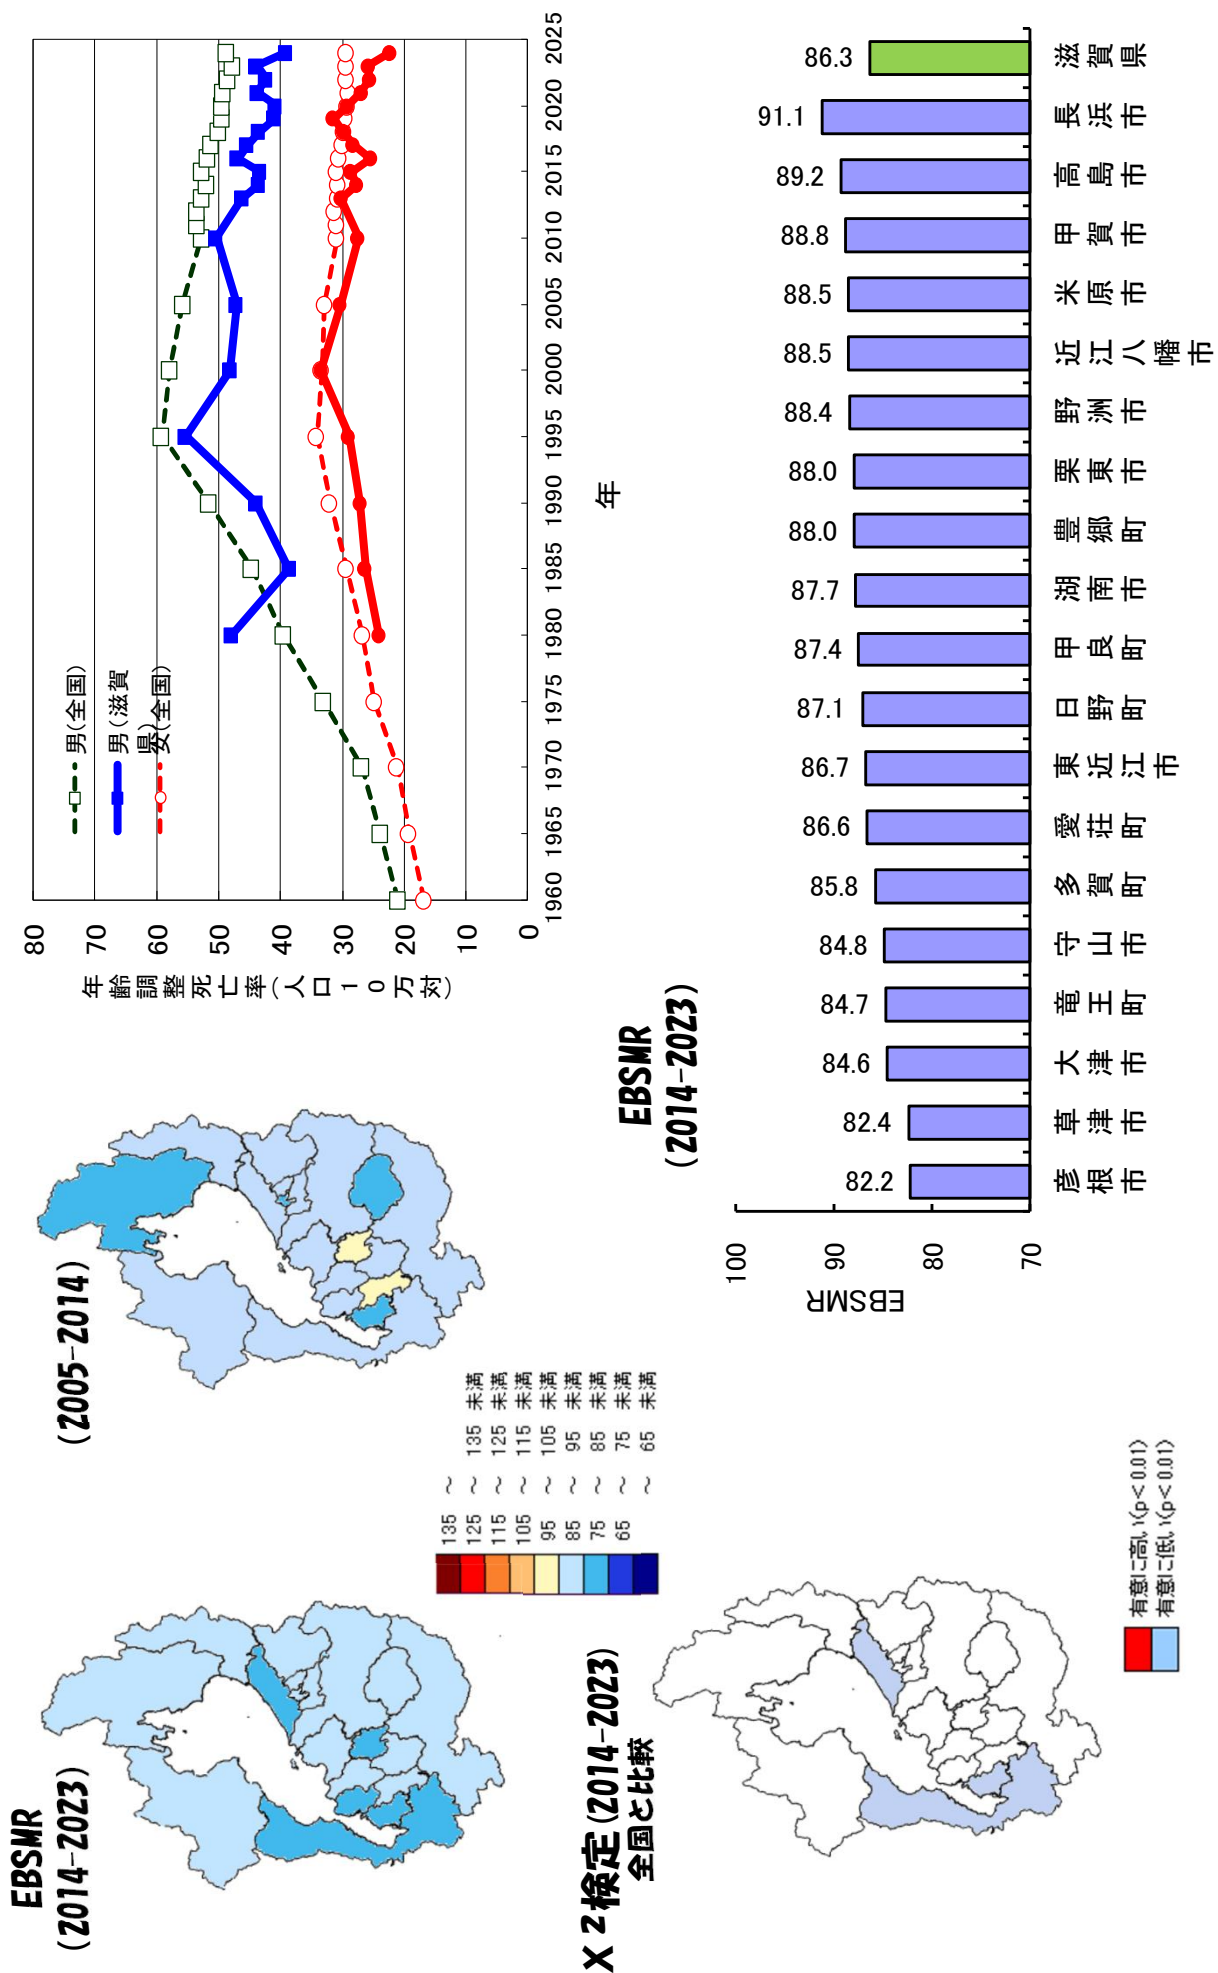 EBSMR
(2014-2023)
(2005-2014)
135 ～
125 ～ 135 未満
115 ～ 125 未満
105 ～ 115 未満
95 ～ 105 未満
85 ～ 95 未満
75 ～ 85 未満
65 ～ 75 未満
～ 65 未満
年齢調整死亡率(人口10万対)
80
70
60
50
40
30
20
10
0
男(全国)
男(滋賀県)
女(全国)
1960 1965 1970 1975 1980 1985 1990 1995 2000 2005 2010 2015 2020 2025
年
X²検定(2014-2023)
全国と比較
有意に高い(p<0.01)
有意に低い(p<0.01)
EBSMR
(2014-2023)
EBSMR
100
90
80
70
82.2 82.4 84.6 84.7 84.8 85.8 86.6 86.7 87.1 87.4 87.7 88.0 88.0 88.4 88.5 88.5 88.8 89.2 91.1 86.3
彦根市 草津市 大津市 竜王町 守山市 多賀町 愛荘町 東近江市 日野町 甲良町 湖南市 豊郷町 栗東市 野洲市 近江八幡市 米原市 甲賀市 高島市 長浜市 滋賀県